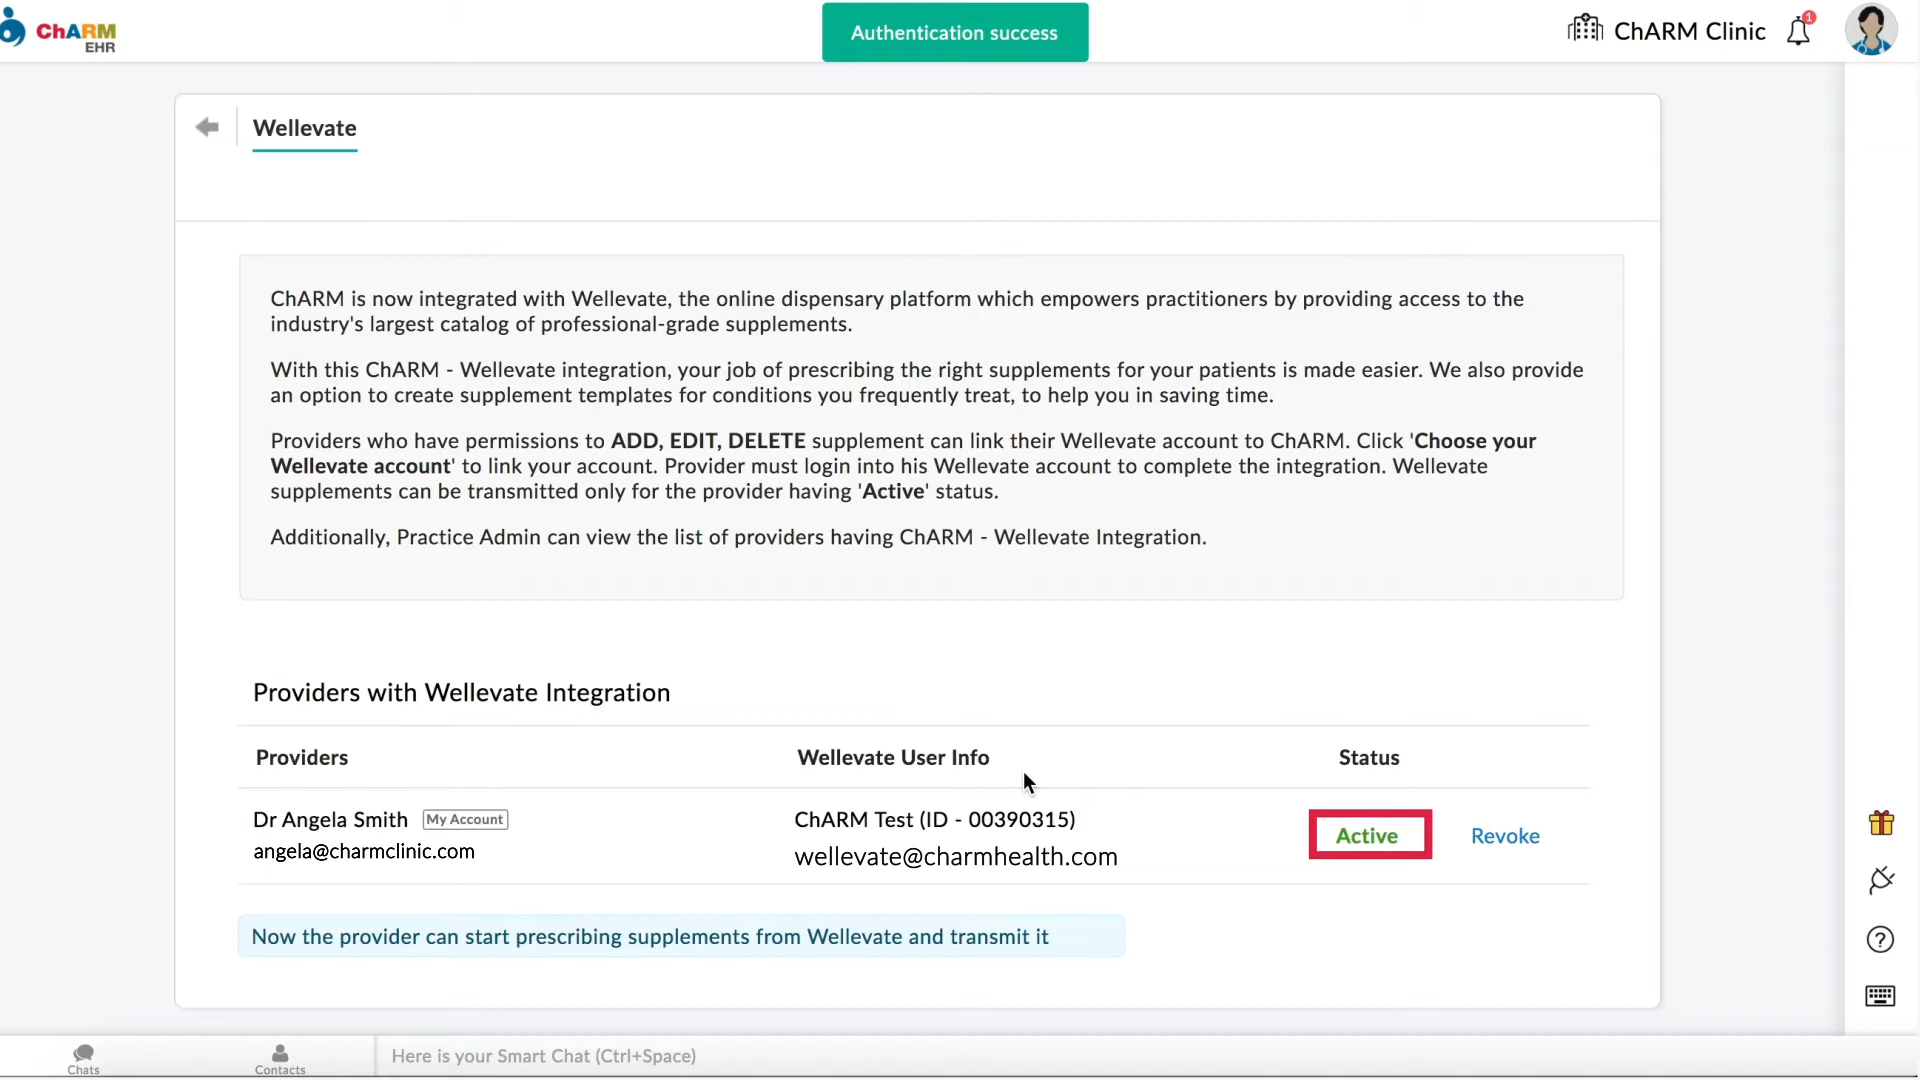 ChARM
EHR
Authentication success
ChARM Clinic
1
Wellevate
ChARM is now integrated with Wellevate, the online dispensary platform which empowers practitioners by providing access to the
industry's largest catalog of professional-grade supplements.
With this ChARM - Wellevate integration, your job of prescribing the right supplements for your patients is made easier. We also provide
an option to create supplement templates for conditions you frequently treat, to help you in saving time.
Providers who have permissions to ADD, EDIT, DELETE supplement can link their Wellevate account to ChARM. Click 'Choose your
Wellevate account' to link your account. Provider must login into his Wellevate account to complete the integration. Wellevate
supplements can be transmitted only for the provider having 'Active' status.
Additionally, Practice Admin can view the list of providers having ChARM - Wellevate Integration.
Providers with Wellevate Integration
Providers
Wellevate User Info
Status
Dr Angela Smith My Account
angela@charmclinic.com
ChARM Test (ID - 00390315)
wellevate@charmhealth.com
Active
Revoke
Now the provider can start prescribing supplements from Wellevate and transmit it
Chats
Contacts
Here is your Smart Chat (Ctrl+Space)